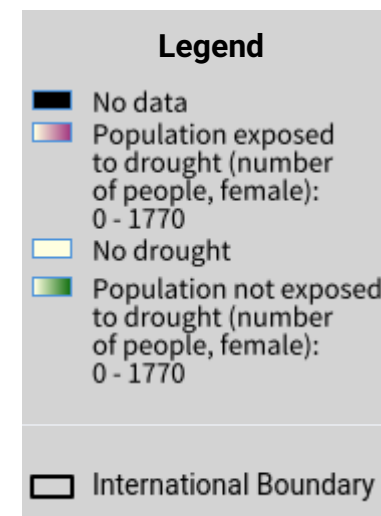 Legend
No data
Population exposed
to drought (number
of people, female):
0 - 1770
No drought
Population not exposed
to drought (number
of people, female):
0 - 1770
International Boundary